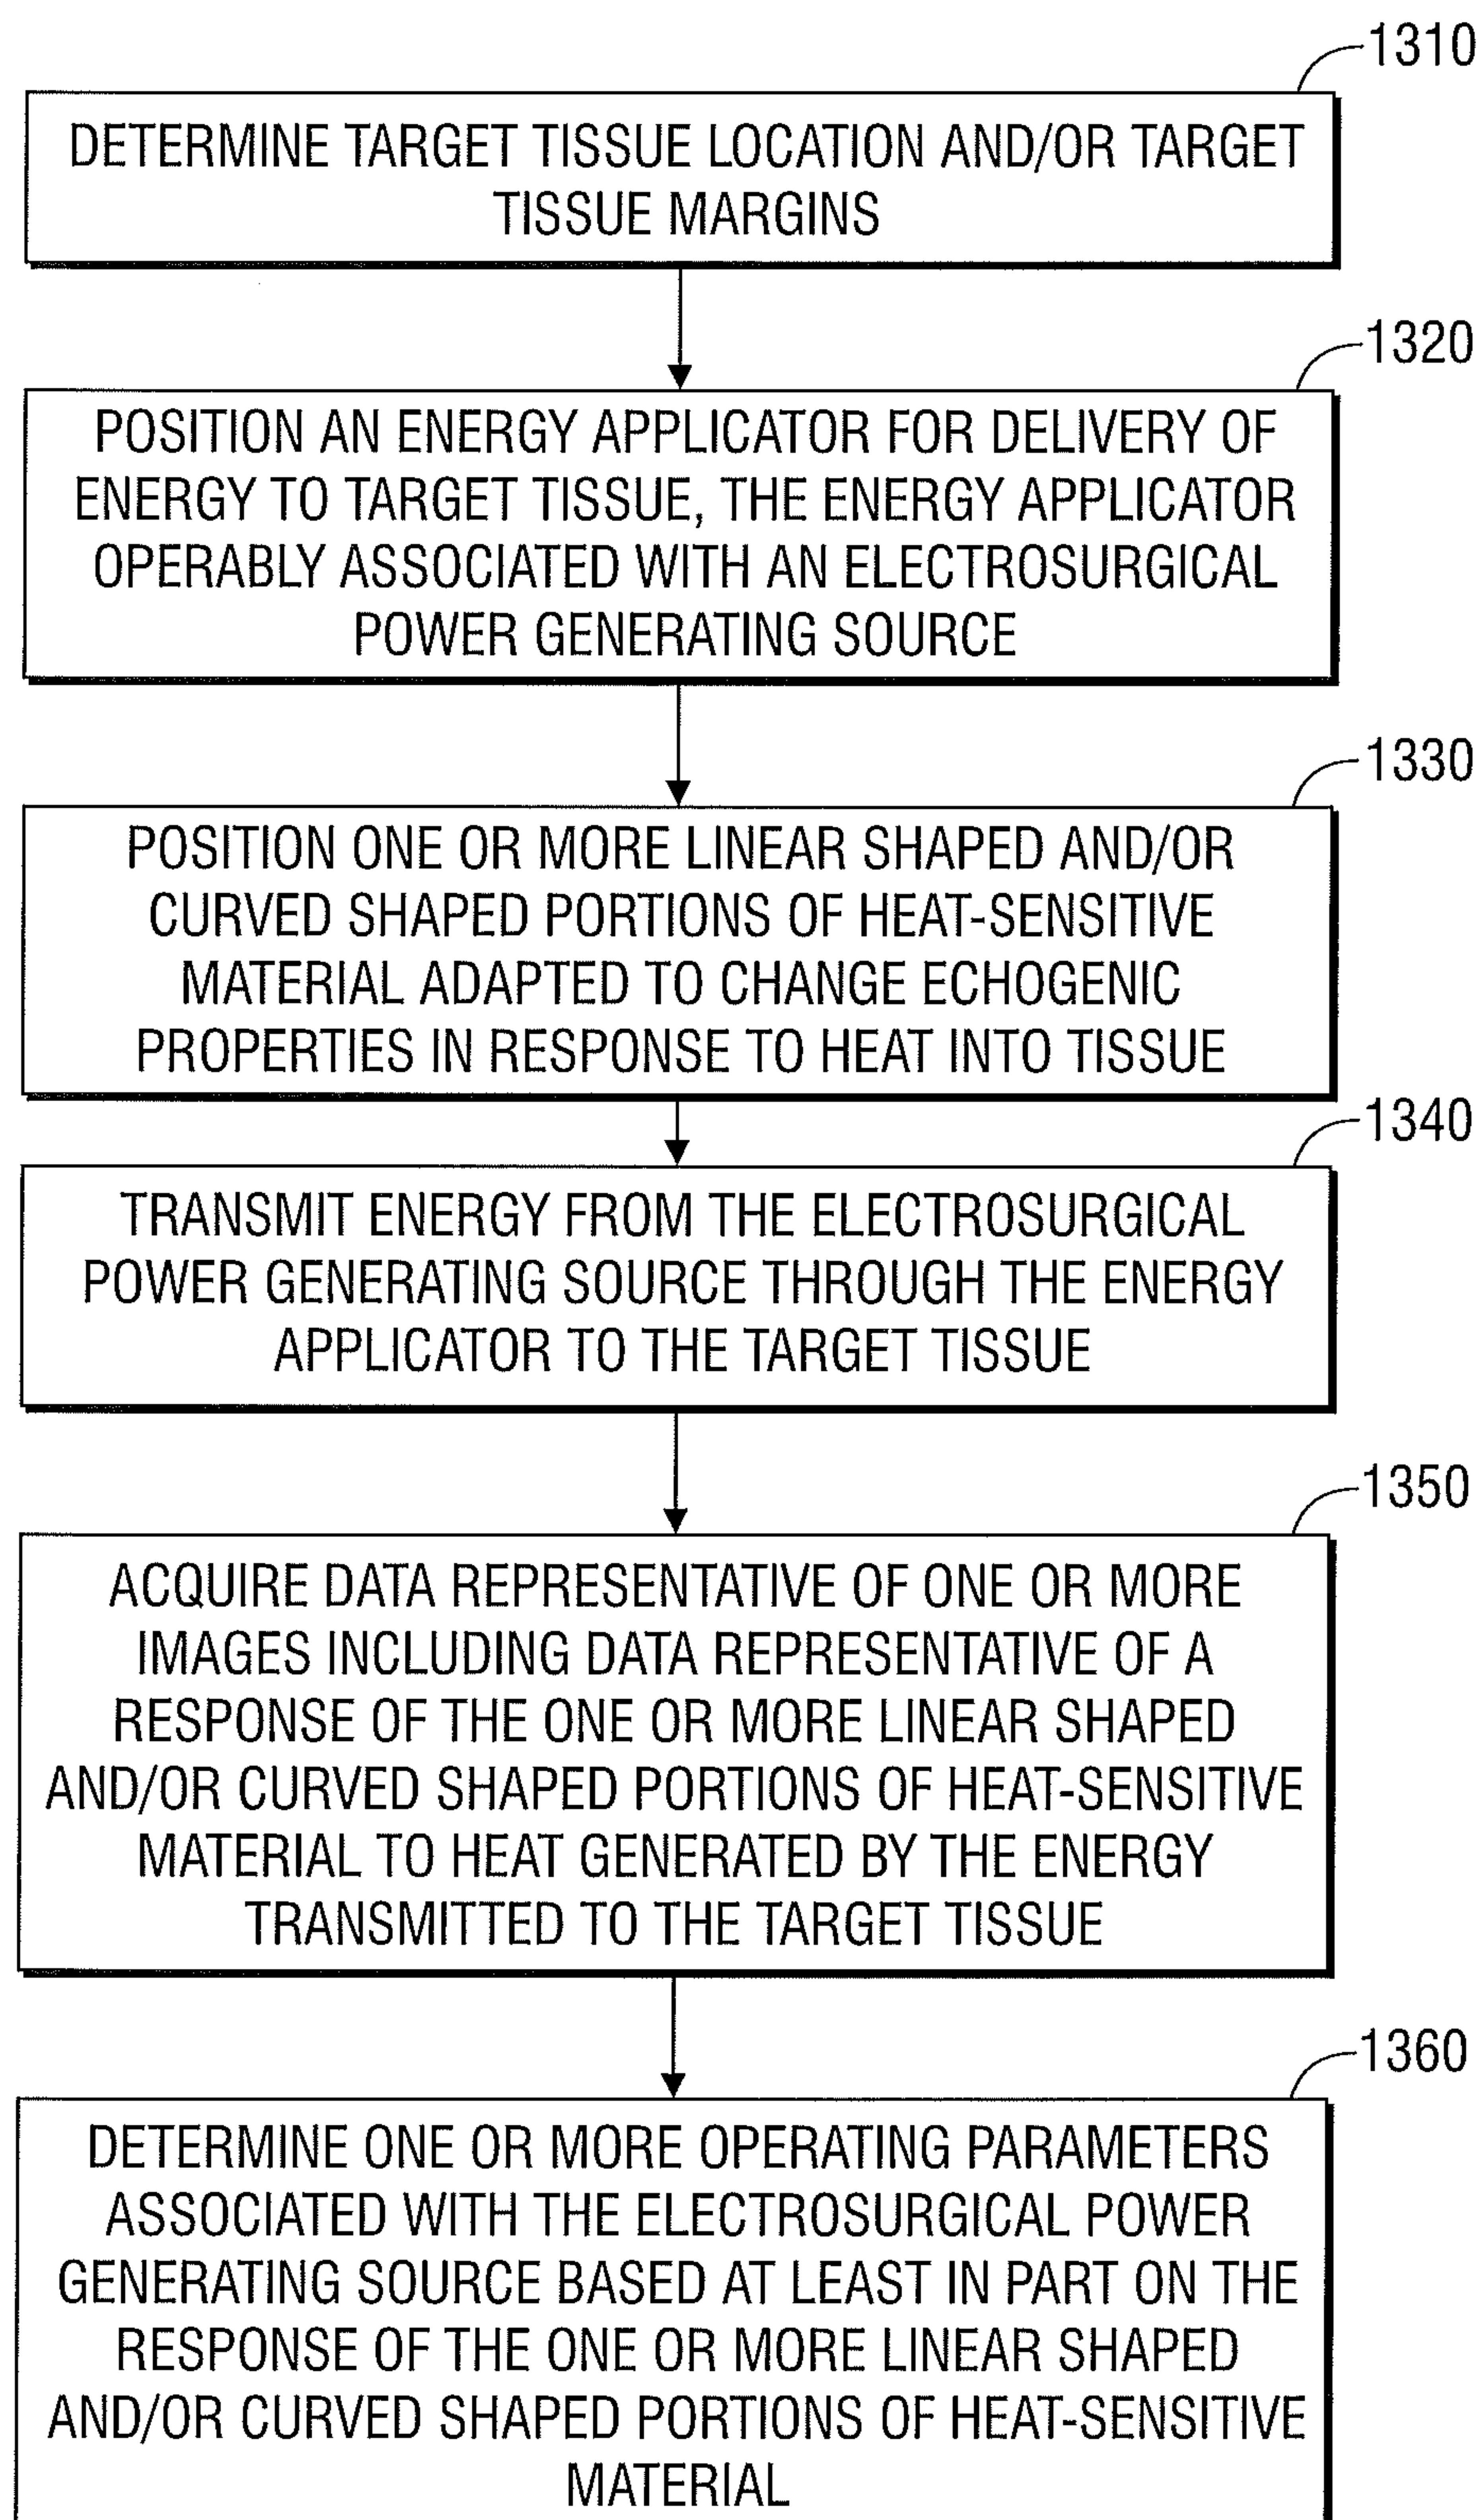 1310
DETERMINE TARGET TISSUE LOCATION AND/OR TARGET
TISSUE MARGINS
1320
POSITION AN ENERGY APPLICATOR FOR DELIVERY OF
ENERGY TO TARGET TISSUE, THE ENERGY APPLICATOR
OPERABLY ASSOCIATED WITH AN ELECTROSURGICAL
POWER GENERATING SOURCE
1330
POSITION ONE OR MORE LINEAR SHAPED AND/OR
CURVED SHAPED PORTIONS OF HEAT-SENSITIVE
MATERIAL ADAPTED TO CHANGE ECHOGENIC
PROPERTIES IN RESPONSE TO HEAT INTO TISSUE
1340
TRANSMIT ENERGY FROM THE ELECTROSURGICAL
POWER GENERATING SOURCE THROUGH THE ENERGY
APPLICATOR TO THE TARGET TISSUE
1350
ACQUIRE DATA REPRESENTATIVE OF ONE OR MORE
IMAGES INCLUDING DATA REPRESENTATIVE OF A
RESPONSE OF THE ONE OR MORE LINEAR SHAPED
AND/OR CURVED SHAPED PORTIONS OF HEAT-SENSITIVE
MATERIAL TO HEAT GENERATED BY THE ENERGY
TRANSMITTED TO THE TARGET TISSUE
1360
DETERMINE ONE OR MORE OPERATING PARAMETERS
ASSOCIATED WITH THE ELECTROSURGICAL POWER
GENERATING SOURCE BASED AT LEAST IN PART ON THE
RESPONSE OF THE ONE OR MORE LINEAR SHAPED
AND/OR CURVED SHAPED PORTIONS OF HEAT-SENSITIVE
MATERIAL